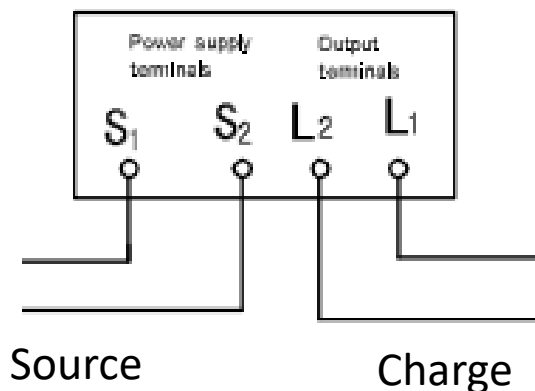 Power supply terminals
Output terminals
S1
S2
L2
L1
Source
Charge